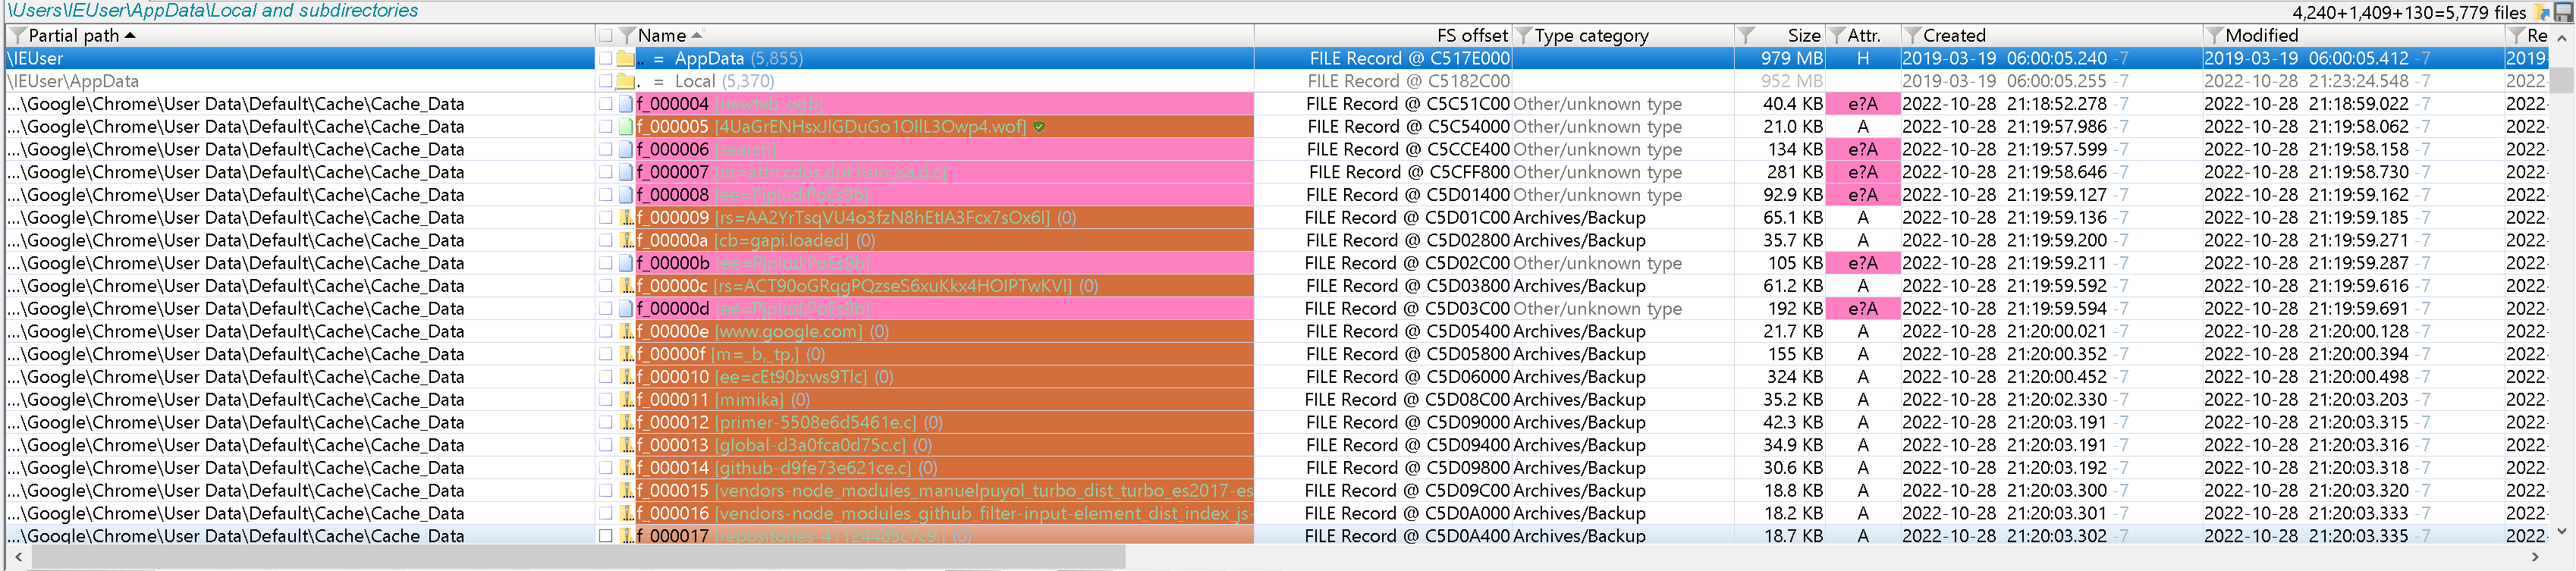 \Users\IEUser\AppData\Local and subdirectories 4,240+1,409+130=5,779 files
Partial path Name FS offset Type category Size Attr. Created Modified Re
\IEUser .. = AppData (5,855) FILE Record @ C517E000 979 MB H 2019-03-19 06:00:05.240 -7 2019-03-19 06:00:05.412 -7 2019-
\IEUser\AppData . = Local (5,370) FILE Record @ C5182C00 952 MB 2019-03-19 06:00:05.255 -7 2022-10-28 21:23:24.548 -7 2022-
...\Google\Chrome\User Data\Default\Cache\Cache_Data f_000004 [newtab_ogb] FILE Record @ C5C51C00 Other/unknown type 40.4 KB e?A 2022-10-28 21:18:52.278 -7 2022-10-28 21:18:59.022 -7 2022-
...\Google\Chrome\User Data\Default\Cache\Cache_Data f_000005 [4UaGrENHsxJlGDuGo1OIlL3Owp4.wof] FILE Record @ C5C54000 Other/unknown type 21.0 KB A 2022-10-28 21:19:57.986 -7 2022-10-28 21:19:58.062 -7 2022-
...\Google\Chrome\User Data\Default\Cache\Cache_Data f_000006 [search] FILE Record @ C5CCE400 Other/unknown type 134 KB e?A 2022-10-28 21:19:57.599 -7 2022-10-28 21:19:58.158 -7 2022-
...\Google\Chrome\User Data\Default\Cache\Cache_Data f_000007 [m=attn,cdos,dpf,hsm,jsa,d,c] FILE Record @ C5CFF800 Other/unknown type 281 KB e?A 2022-10-28 21:19:58.646 -7 2022-10-28 21:19:58.730 -7 2022-
...\Google\Chrome\User Data\Default\Cache\Cache_Data f_000008 [ee=Pjplud:PoEs9b] FILE Record @ C5D01400 Other/unknown type 92.9 KB e?A 2022-10-28 21:19:59.127 -7 2022-10-28 21:19:59.162 -7 2022-
...\Google\Chrome\User Data\Default\Cache\Cache_Data f_000009 [rs=AA2YrTsqVU4o3fzN8hEtIA3Fcx7sOx6I] (0) FILE Record @ C5D01C00 Archives/Backup 65.1 KB A 2022-10-28 21:19:59.136 -7 2022-10-28 21:19:59.185 -7 2022-
...\Google\Chrome\User Data\Default\Cache\Cache_Data f_00000a [cb=gapi.loaded] (0) FILE Record @ C5D02800 Archives/Backup 35.7 KB A 2022-10-28 21:19:59.200 -7 2022-10-28 21:19:59.271 -7 2022-
...\Google\Chrome\User Data\Default\Cache\Cache_Data f_00000b [ee=Pjplud:PoEs9b] FILE Record @ C5D02C00 Other/unknown type 105 KB e?A 2022-10-28 21:19:59.211 -7 2022-10-28 21:19:59.287 -7 2022-
...\Google\Chrome\User Data\Default\Cache\Cache_Data f_00000c [rs=ACT90oGRqgPQzseS6xuKkx4HOIPTwKVI] (0) FILE Record @ C5D03800 Archives/Backup 61.2 KB A 2022-10-28 21:19:59.592 -7 2022-10-28 21:19:59.616 -7 2022-
...\Google\Chrome\User Data\Default\Cache\Cache_Data f_00000d [ee=Pjplud:PoEs9b] FILE Record @ C5D03C00 Other/unknown type 192 KB e?A 2022-10-28 21:19:59.594 -7 2022-10-28 21:19:59.691 -7 2022-
...\Google\Chrome\User Data\Default\Cache\Cache_Data f_00000e [www.google.com] (0) FILE Record @ C5D05400 Archives/Backup 21.7 KB A 2022-10-28 21:20:00.021 -7 2022-10-28 21:20:00.128 -7 2022-
...\Google\Chrome\User Data\Default\Cache\Cache_Data f_00000f [m=_b,_tp,] (0) FILE Record @ C5D05800 Archives/Backup 155 KB A 2022-10-28 21:20:00.352 -7 2022-10-28 21:20:00.394 -7 2022-
...\Google\Chrome\User Data\Default\Cache\Cache_Data f_000010 [ee=cEt90b:ws9Tlc] (0) FILE Record @ C5D06000 Archives/Backup 324 KB A 2022-10-28 21:20:00.452 -7 2022-10-28 21:20:00.498 -7 2022-
...\Google\Chrome\User Data\Default\Cache\Cache_Data f_000011 [mimika] (0) FILE Record @ C5D08C00 Archives/Backup 35.2 KB A 2022-10-28 21:20:02.330 -7 2022-10-28 21:20:03.203 -7 2022-
...\Google\Chrome\User Data\Default\Cache\Cache_Data f_000012 [primer-5508e6d5461e.c] (0) FILE Record @ C5D09000 Archives/Backup 42.3 KB A 2022-10-28 21:20:03.191 -7 2022-10-28 21:20:03.315 -7 2022-
...\Google\Chrome\User Data\Default\Cache\Cache_Data f_000013 [global-d3a0fca0d75c.c] (0) FILE Record @ C5D09400 Archives/Backup 34.9 KB A 2022-10-28 21:20:03.191 -7 2022-10-28 21:20:03.316 -7 2022-
...\Google\Chrome\User Data\Default\Cache\Cache_Data f_000014 [github-d9fe73e621ce.c] (0) FILE Record @ C5D09800 Archives/Backup 30.6 KB A 2022-10-28 21:20:03.192 -7 2022-10-28 21:20:03.318 -7 2022-
...\Google\Chrome\User Data\Default\Cache\Cache_Data f_000015 [vendors-node_modules_manuelpuyol_turbo_dist_turbo_es2017-es FILE Record @ C5D09C00 Archives/Backup 18.8 KB A 2022-10-28 21:20:03.300 -7 2022-10-28 21:20:03.320 -7 2022-
...\Google\Chrome\User Data\Default\Cache\Cache_Data f_000016 [vendors-node_modules_github_filter-input-element_dist_index_js- FILE Record @ C5D0A000 Archives/Backup 18.2 KB A 2022-10-28 21:20:03.301 -7 2022-10-28 21:20:03.333 -7 2022-
...\Google\Chrome\User Data\Default\Cache\Cache_Data f_000017 [repositories-41124485c7c9.] (0) FILE Record @ C5D0A400 Archives/Backup 18.7 KB A 2022-10-28 21:20:03.302 -7 2022-10-28 21:20:03.335 -7 2022-